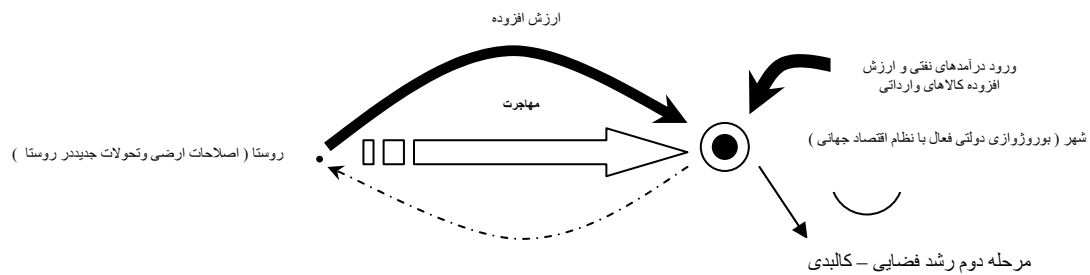 ارزش افزوده
ورود درآمدهای نفتی و ارزش
افزوده کالاهای وارداتی
مهاجرت
شهر ( بوروژوازی دولتی فعال با نظام اقتصاد جهانی )
روستا ( اصلاحات ارضی وتحولات جدیددر روستا )
مرحله دوم رشد فضایی – کالبدی